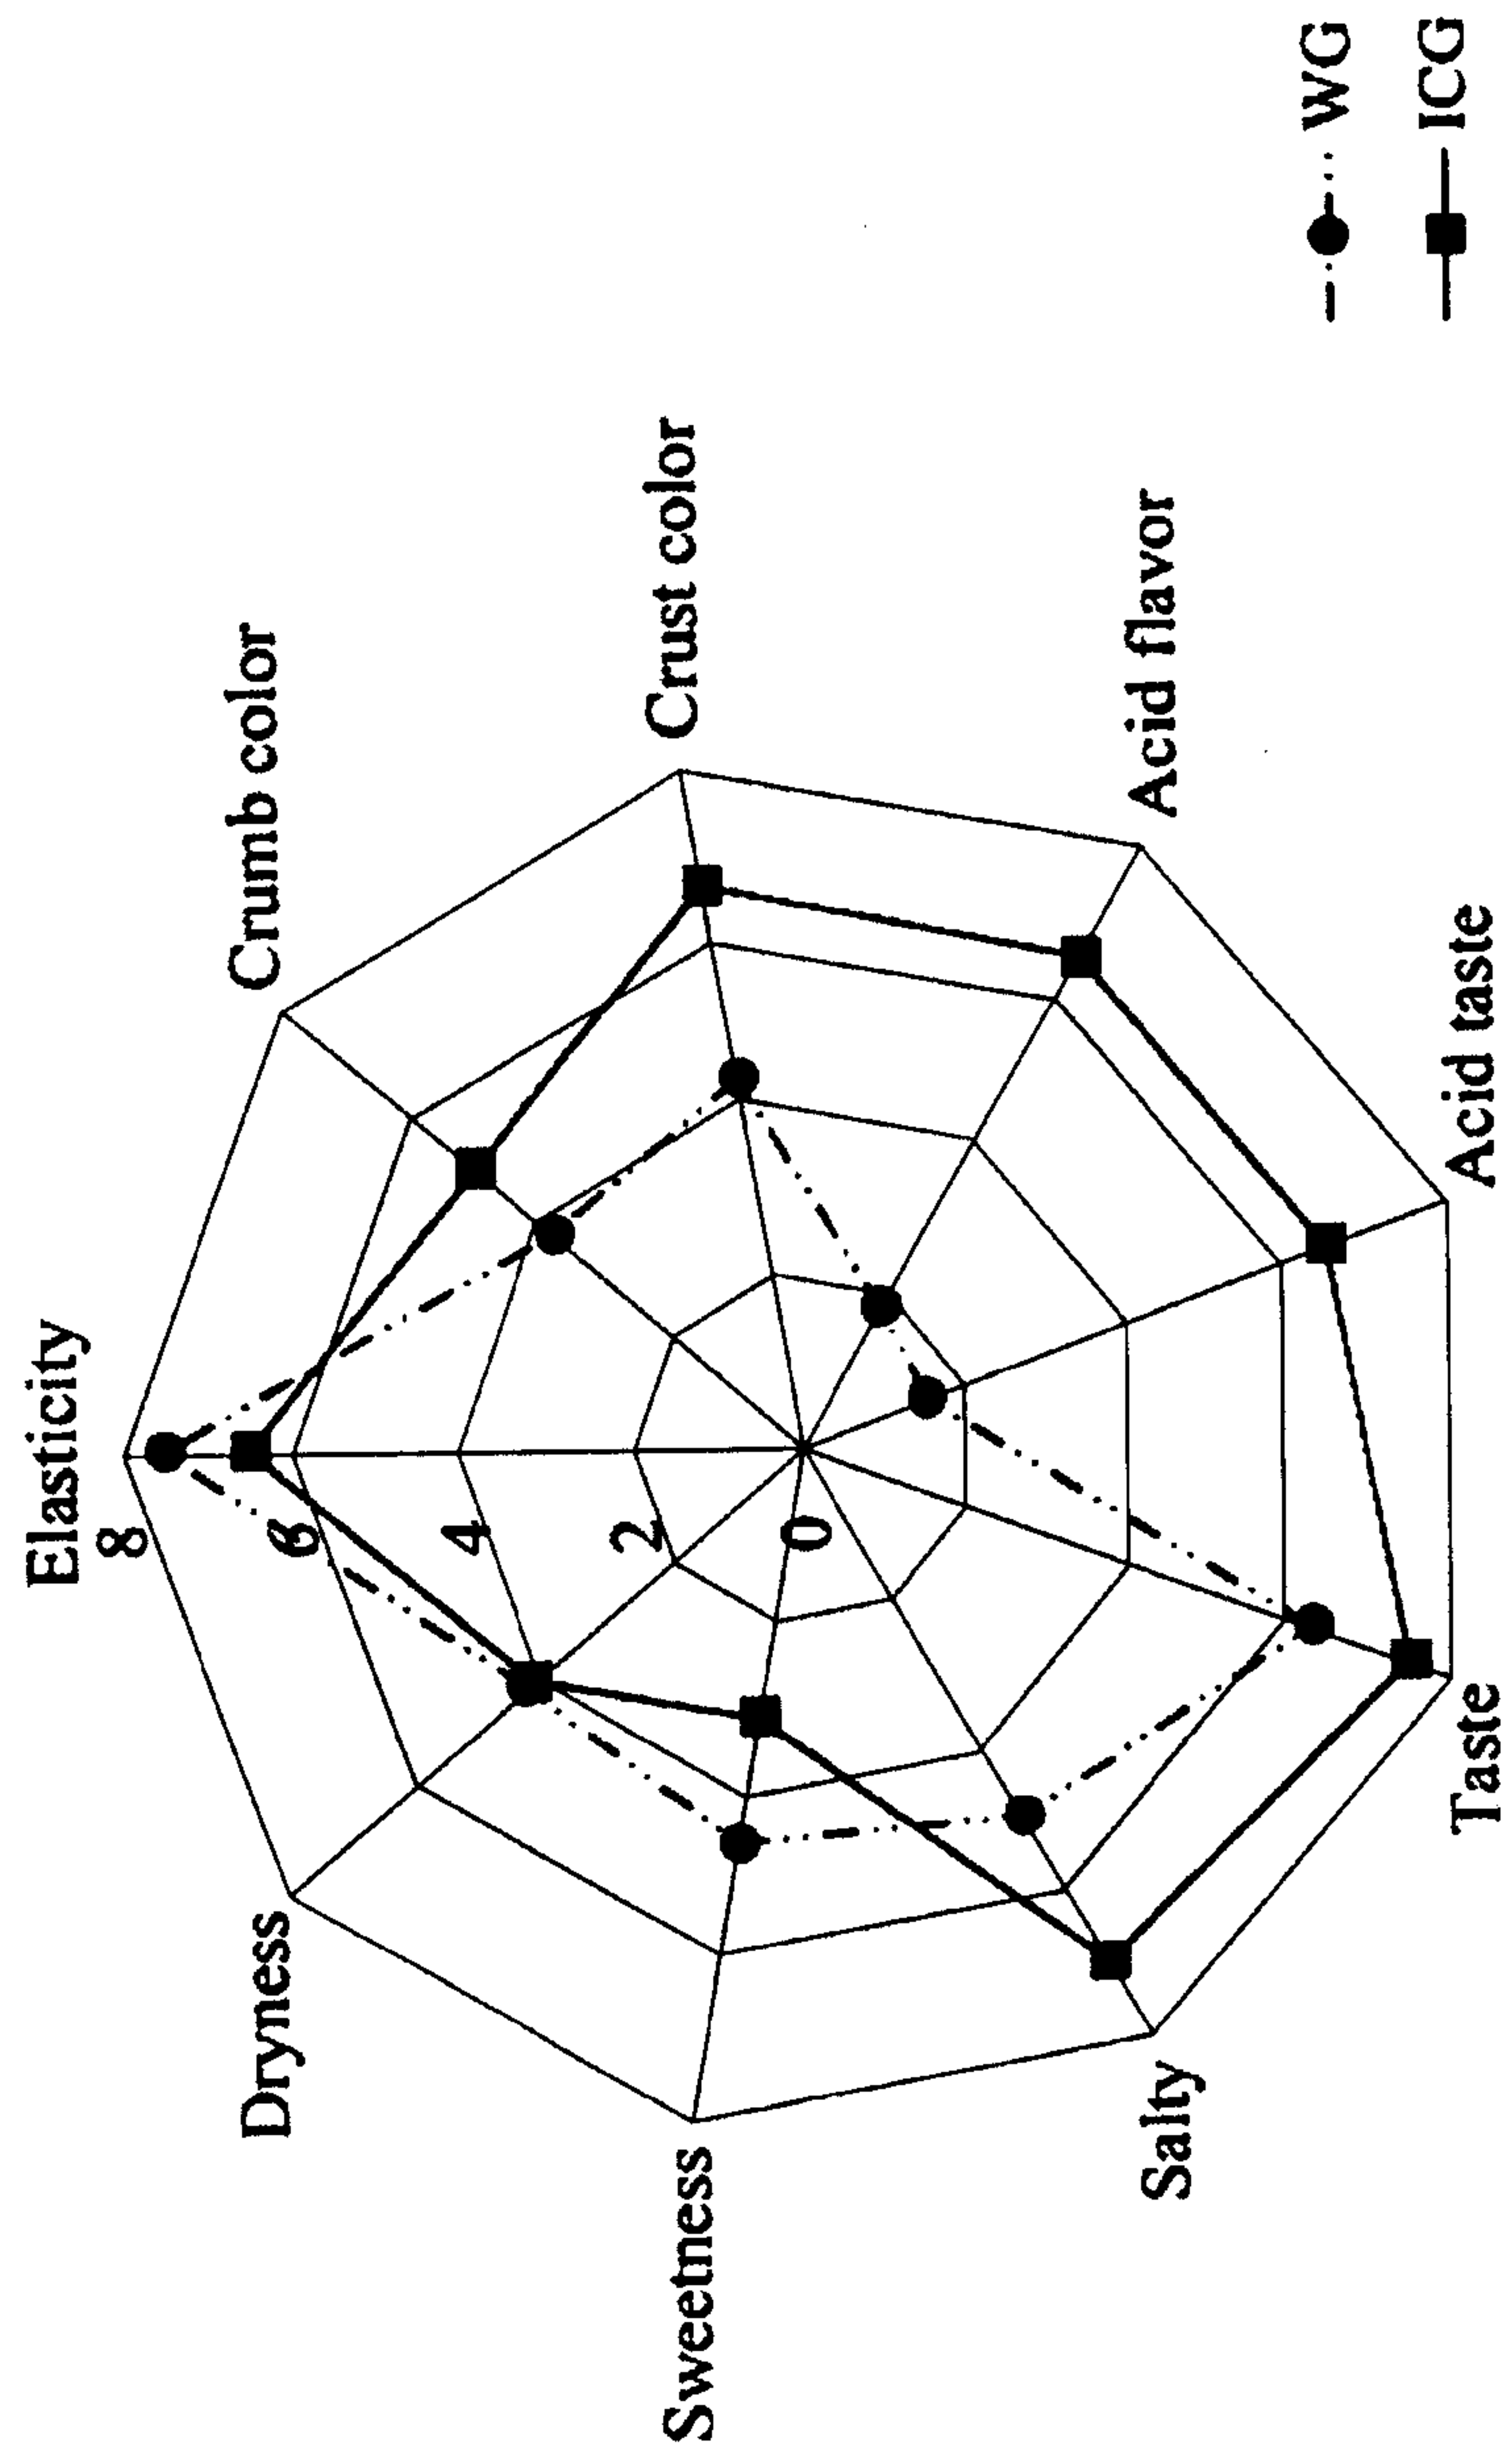 Elasticity
Crumb color
Crust color
Acid flavor
Acid taste
Taste
Salty
Sweetness
Dryness
8
6
4
2
0
WG
ICG